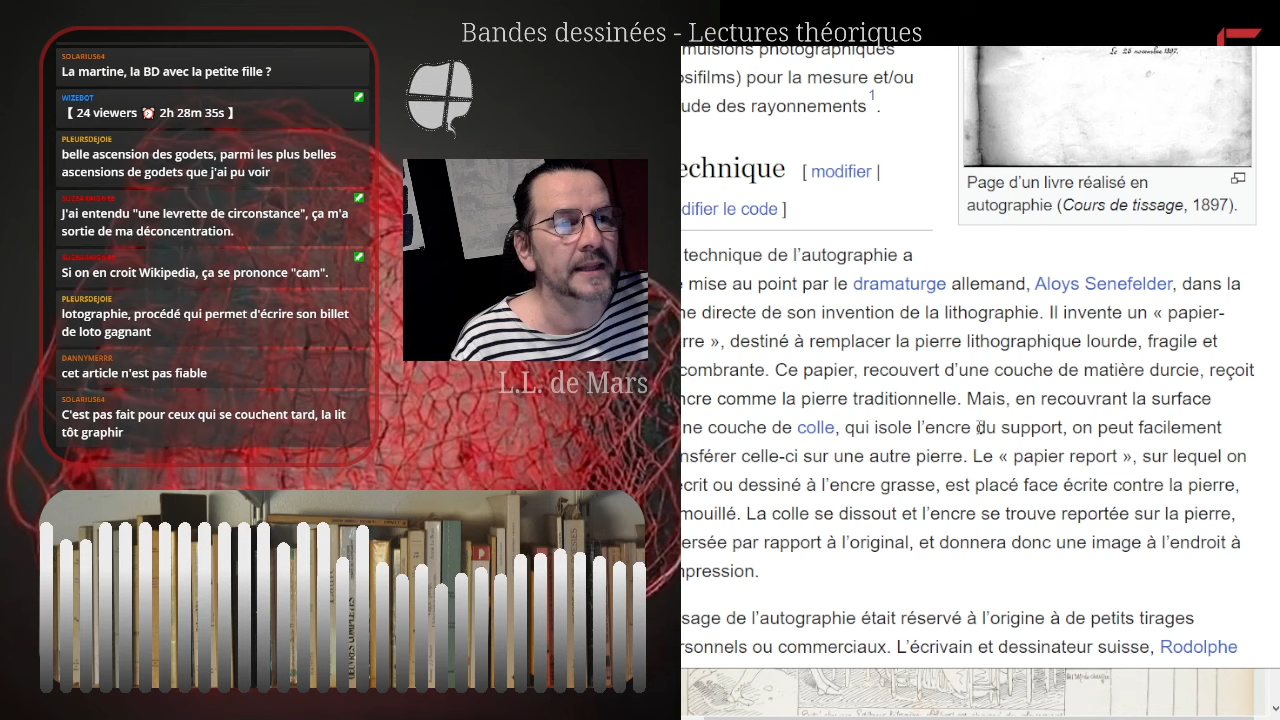 Bandes dessinées - Lectures théoriques
SOLARIUS64
La martine, la BD avec la petite fille ?
WIZEBOT
【 24 viewers ⏰ 2h 28m 35s 】
PLEURSDEJOIE
belle ascension des godets, parmi les plus belles
ascensions de godets que j'ai pu voir
J'ai entendu "une levrette de circonstance", ça m'a
sortie de ma déconcentration.
Si on en croit Wikipedia, ça se prononce "cam".
PLEURSDEJOIE
lotographie, procédé qui permet d'écrire son billet
de loto gagnant
DANNYMERRR
cet article n'est pas fiable
SOLARIUS64
C'est pas fait pour ceux qui se couchent tard, la lit
tôt graphir
L.L. de Mars
mulsions photographiques
osifilms) pour la mesure et/ou
ude des rayonnements 1.
echnique [ modifier |
difier le code ]
Le 26 novembre 1897.
Page d’un livre réalisé en
autographie (Cours de tissage, 1897).
technique de l’autographie a
mise au point par le dramaturge allemand, Aloys Senefelder, dans la
ne directe de son invention de la lithographie. Il invente un « papier-
rre », destiné à remplacer la pierre lithographique lourde, fragile et
combrante. Ce papier, recouvert d’une couche de matière durcie, reçoit
ncre comme la pierre traditionnelle. Mais, en recouvrant la surface
ne couche de colle, qui isole l’encre du support, on peut facilement
nsférer celle-ci sur une autre pierre. Le « papier report », sur lequel on
crit ou dessiné à l’encre grasse, est placé face écrite contre la pierre,
mouillé. La colle se dissout et l’encre se trouve reportée sur la pierre,
ersée par rapport à l’original, et donnera donc une image à l’endroit à
npression.
sage de l’autographie était réservé à l’origine à de petits tirages
rsonnels ou commerciaux. L’écrivain et dessinateur suisse, Rodolphe